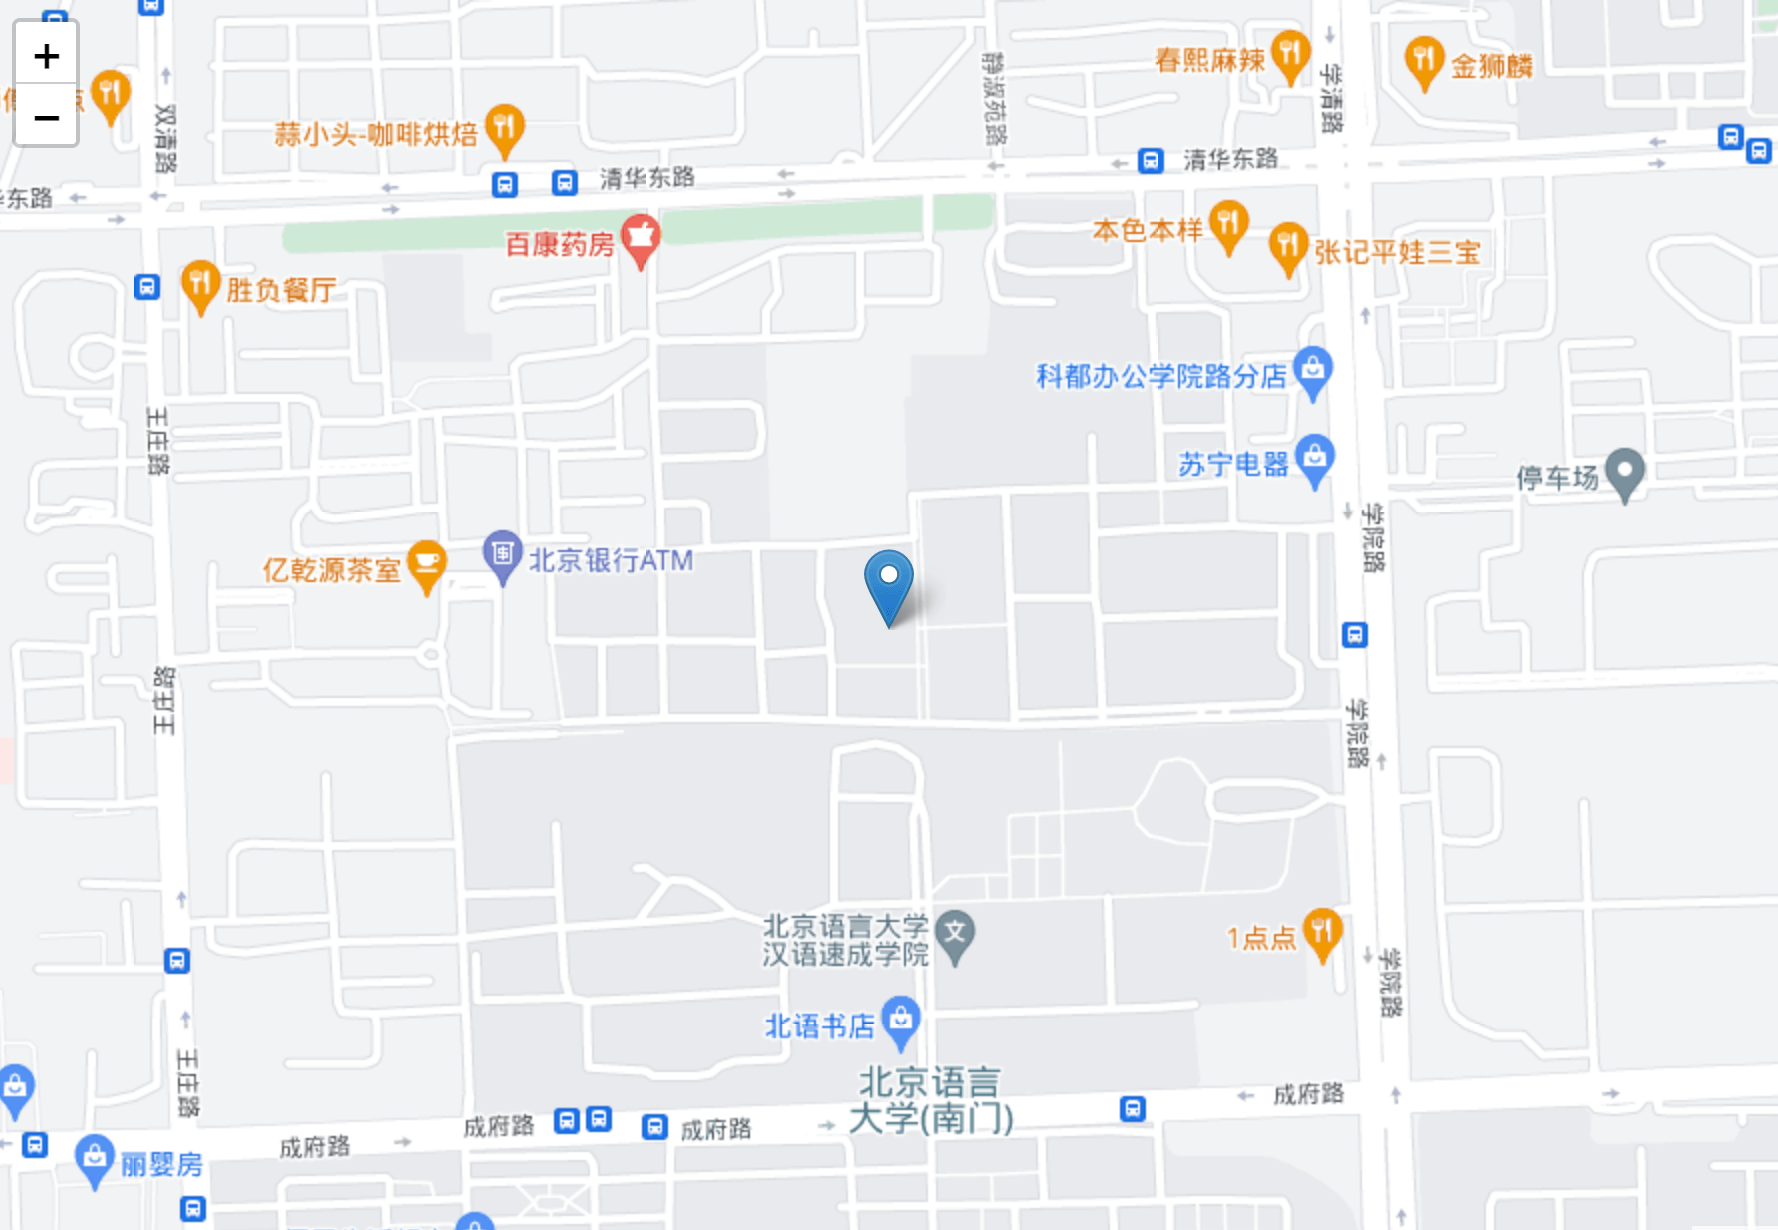 +
−
春熙麻辣
金狮麟
静淑苑路
学清路
双清路
蒜小头-咖啡烘焙
清华东路
清华东路
东路
百康药房
本色本样
张记平娃三宝
胜负餐厅
科都办公学院路分店
王庄路
苏宁电器
停车场
学院路
亿乾源茶室
北京银行ATM
王庄路
学院路
北京语言大学
汉语速成学院
1点点
学院路
北语书店
王庄路
北京语言
大学(南门)
成府路
成府路
成府路
成府路
丽婴房